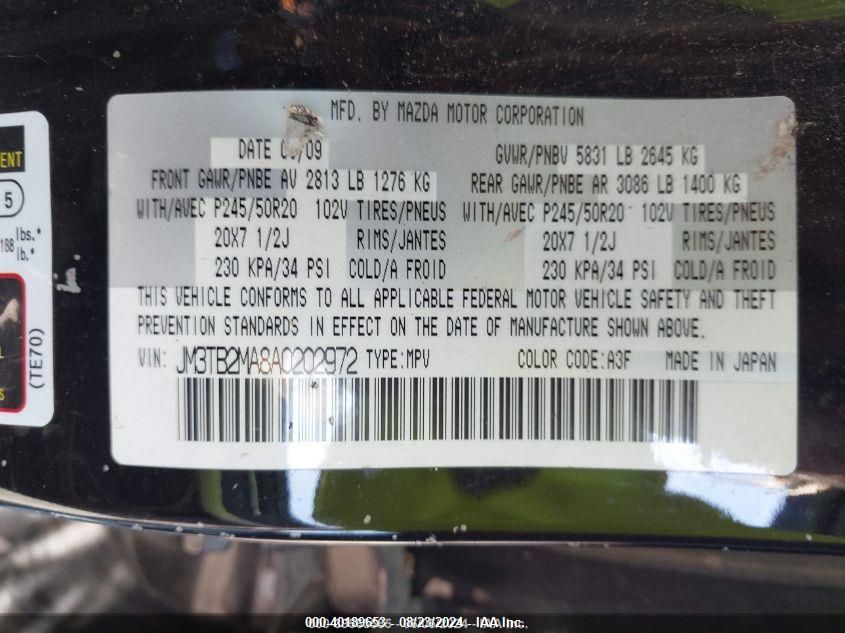 MFD. BY MAZDA MOTOR CORPORATION
DATE /09 GVWR/PNBV 5831 LB 2645 KG
FRONT GAWR/PNBE AV 2813 LB 1276 KG REAR GAWR/PNBE AR 3086 LB 1400 KG
WITH/AVEC P245/50R20 102V TIRES/PNEUS WITH/AVEC P245/50R20 102V TIRES/PNEUS
20X7 1/2J RIMS/JANTES 20X7 1/2J RIMS/JANTES
230 KPA/34 PSI COLD/A FROID 230 KPA/34 PSI COLD/A FROID
THIS VEHICLE CONFORMS TO ALL APPLICABLE FEDERAL MOTOR VEHICLE SAFETY AND THEFT
PREVENTION STANDARDS IN EFFECT ON THE DATE OF MANUFACTURE SHOWN ABOVE.
VIN: JM3TB2MA8A0202972 TYPE:MPV COLOR CODE:A3F MADE IN JAPAN
5
188 lbs.*
lb.*
(TE70)
000-40189653 - 08/23/2024 - IAA Inc.